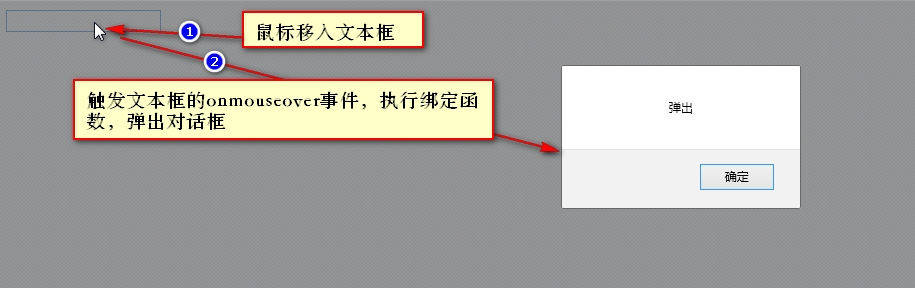 1
鼠标移入文本框
2
触发文本框的onmouseover事件，执行绑定函
数，弹出对话框
弹出
确定